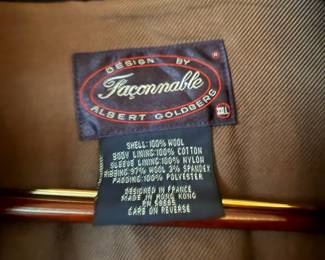 DESIGN BY
Façonnable
ALBERT GOLDBERG
SHELL:100% WOOL
BODY LINING:100% COTTON
SLEEVE LINING:100% NYLON
RIBBING:97% WOOL 3% SPANDEX
PADDING:100% POLYESTER
DESIGNED IN FRANCE
MADE IN HONG KONG
CARE ON REVERSE